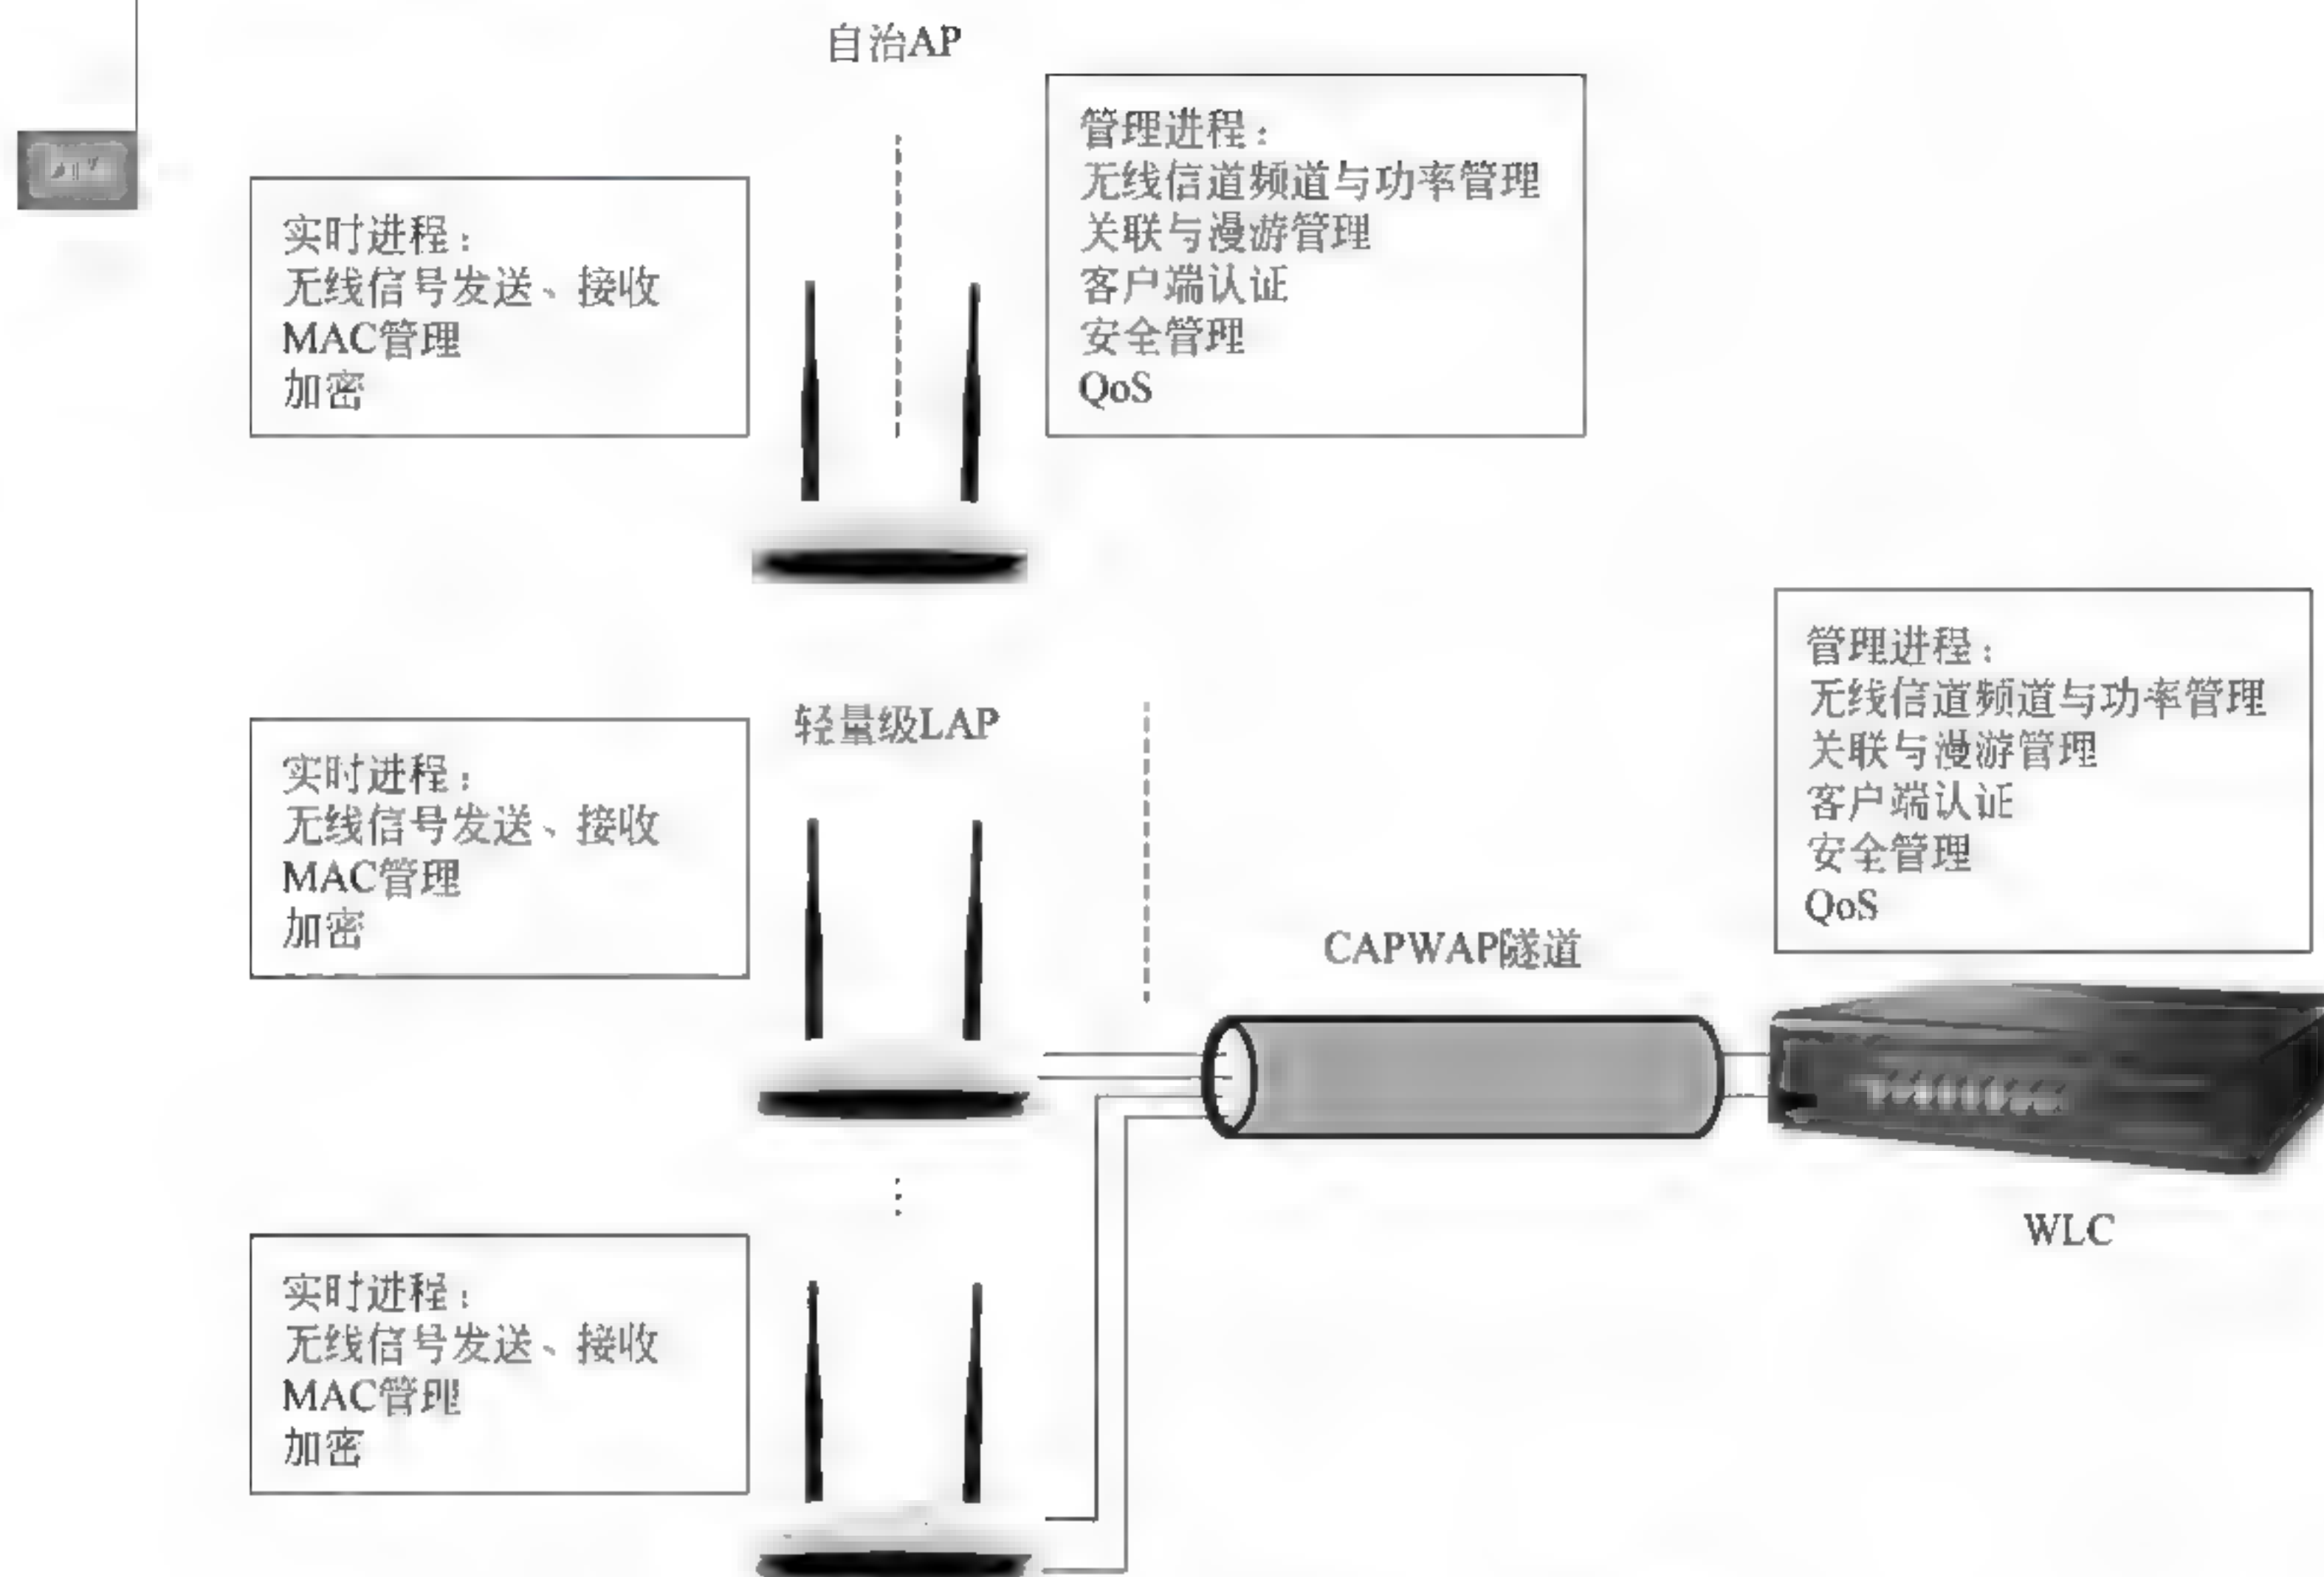 自治AP
实时进程：
无线信号发送、接收
MAC管理
加密
管理进程：
无线信道频道与功率管理
关联与漫游管理
客户端认证
安全管理
QoS
轻量级LAP
实时进程：
无线信号发送、接收
MAC管理
加密
CAPWAP隧道
管理进程：
无线信道频道与功率管理
关联与漫游管理
客户端认证
安全管理
QoS
WLC
实时进程：
无线信号发送、接收
MAC管理
加密